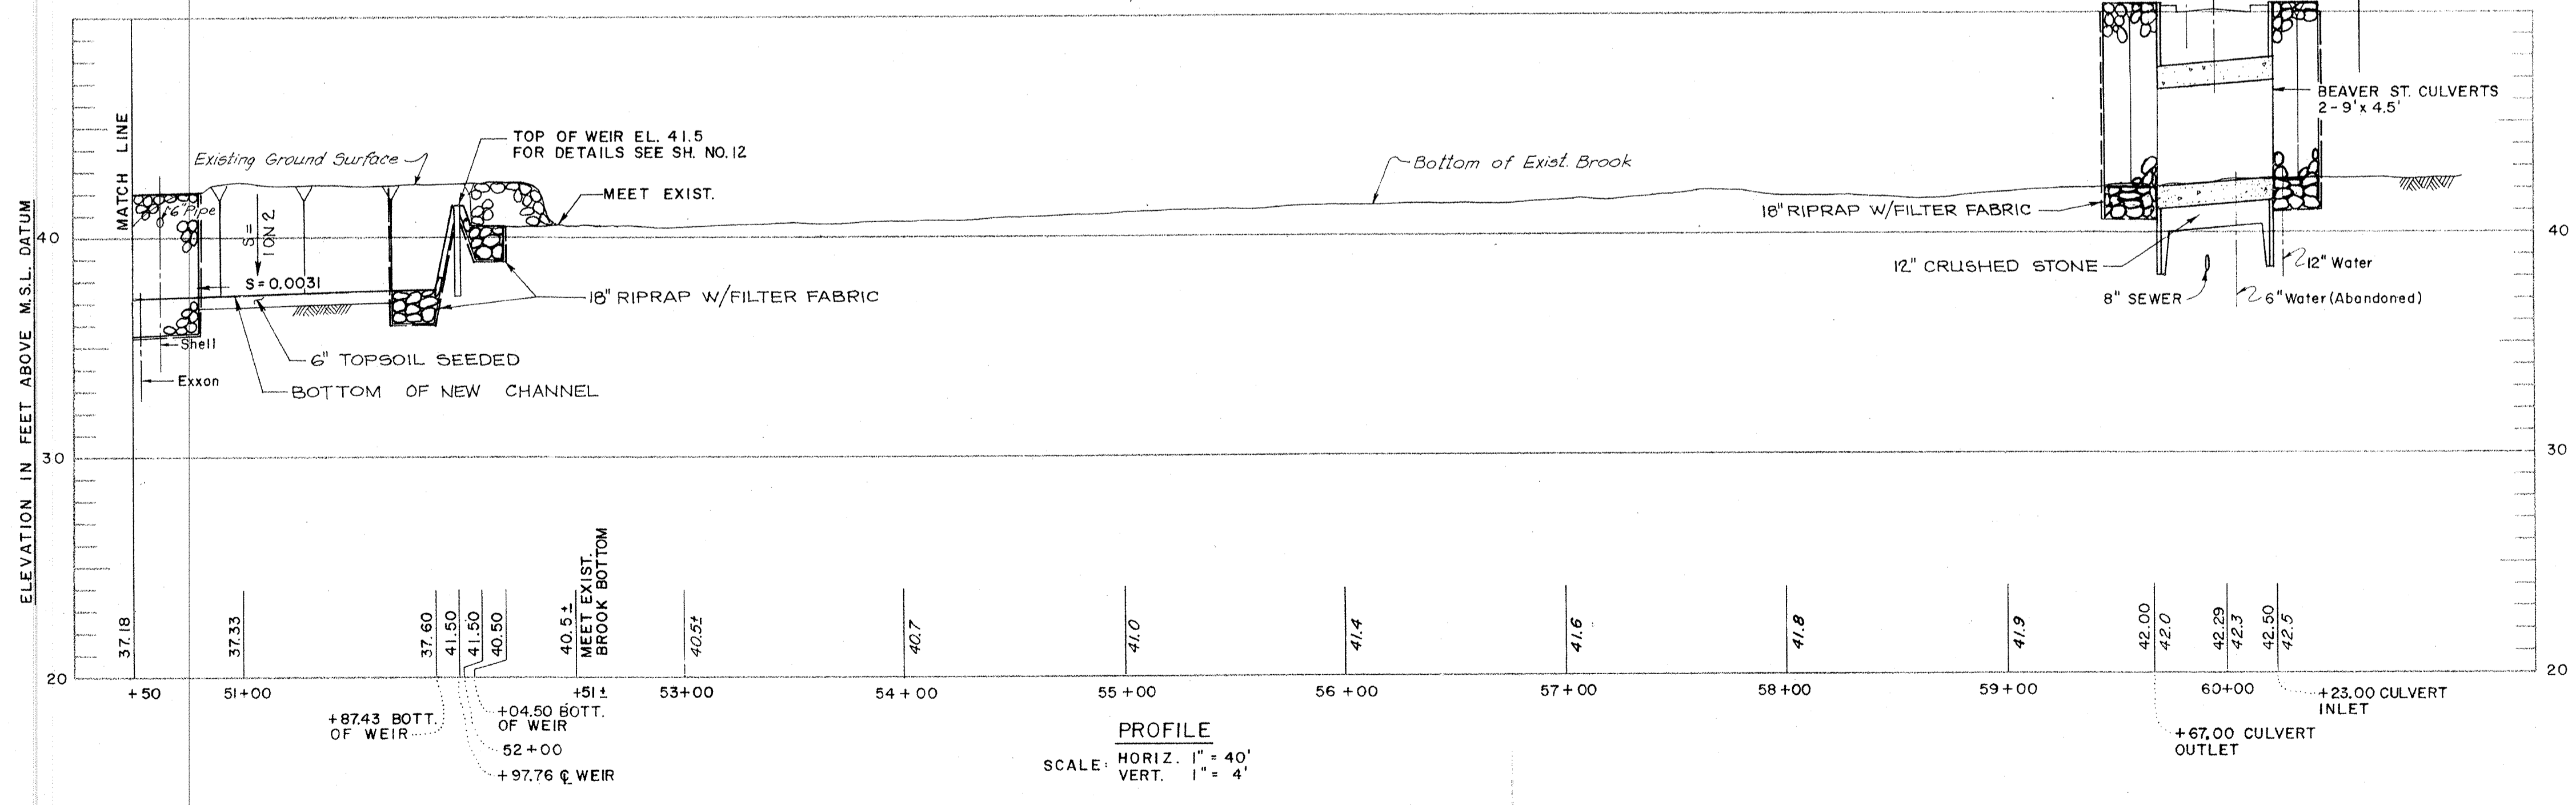 ELEVATION IN FEET ABOVE M.S.L. DATUM
MATCH LINE
Existing Ground Surface
TOP OF WEIR EL. 41.5
FOR DETAILS SEE SH. NO. 12
MEET EXIST.
Bottom of Exist. Brook
BEAVER ST. CULVERTS
2-9' x 4.5'
6" Pipe
S=
1 ON 2
S=0.0031
18" RIPRAP W/FILTER FABRIC
18" RIPRAP W/FILTER FABRIC
12" CRUSHED STONE
8" SEWER
12" Water
6" Water (Abandoned)
Shell
Exxon
6" TOPSOIL SEEDED
BOTTOM OF NEW CHANNEL
40
40
30
30
20
20
37.18
37.33
37.60
41.50
41.50
40.50
40.5±
MEET EXIST.
BROOK BOTTOM
40.5±
40.7
41.0
41.4
41.6
41.8
41.9
42.00
42.0
42.29
42.3
42.50
42.5
+50
51+00
+51±
53+00
54+00
55+00
56+00
57+00
58+00
59+00
60+00
+87.43 BOTT.
OF WEIR
+04.50 BOTT.
OF WEIR
52+00
+97.76 ℄ WEIR
+23.00 CULVERT
INLET
+67.00 CULVERT
OUTLET
PROFILE
SCALE: HORIZ. 1" = 40'
VERT. 1" = 4'